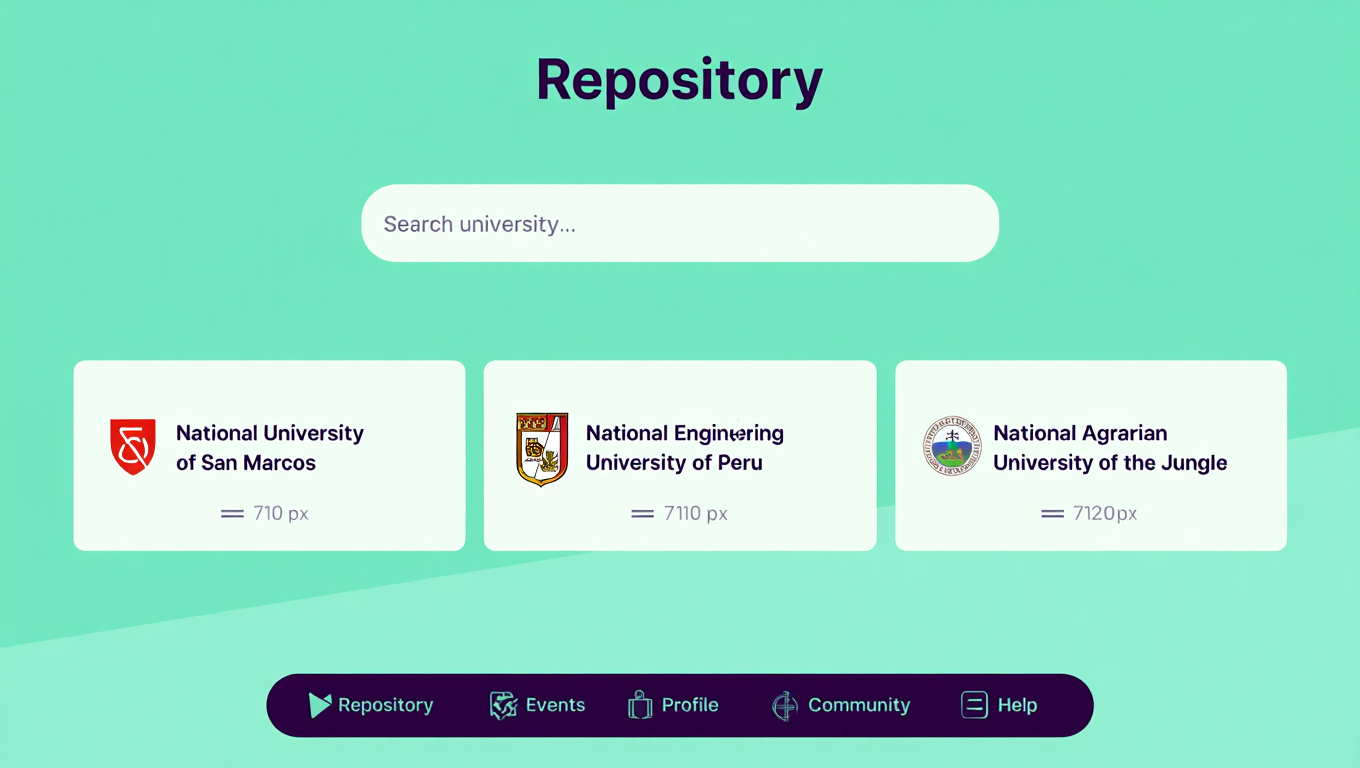 Repository
Search university...
National University
of San Marcos
710 px
National Engineering
University of Peru
7110 px
National Agrarian
University of the Jungle
7120px
Repository
Events
Profile
Community
Help